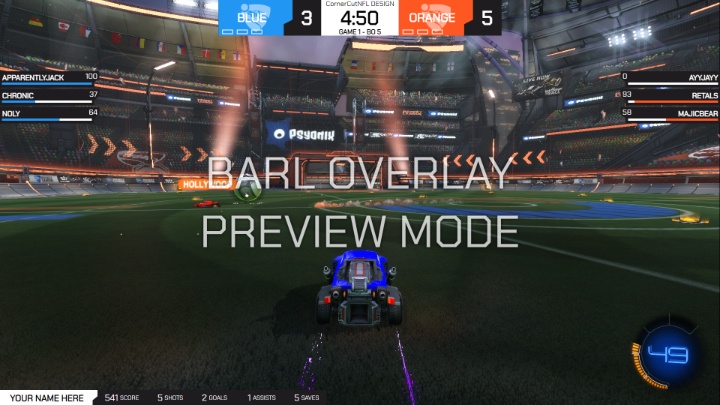 CornerCutNFL DESIGN
BLUE 3 4:50 ORANGE 5
GAME 1 - BO 5
APPARENTLYJACK 100
CHRONIC 37
NOLY 64
0 AYYJAYY
93 RETALS
58 MAJICBEAR
PSYONIX
HOLLYWOO
BARL OVERLAY
PREVIEW MODE
49
YOUR NAME HERE 541 SCORE 5 SHOTS 2 GOALS 1 ASSISTS 5 SAVES